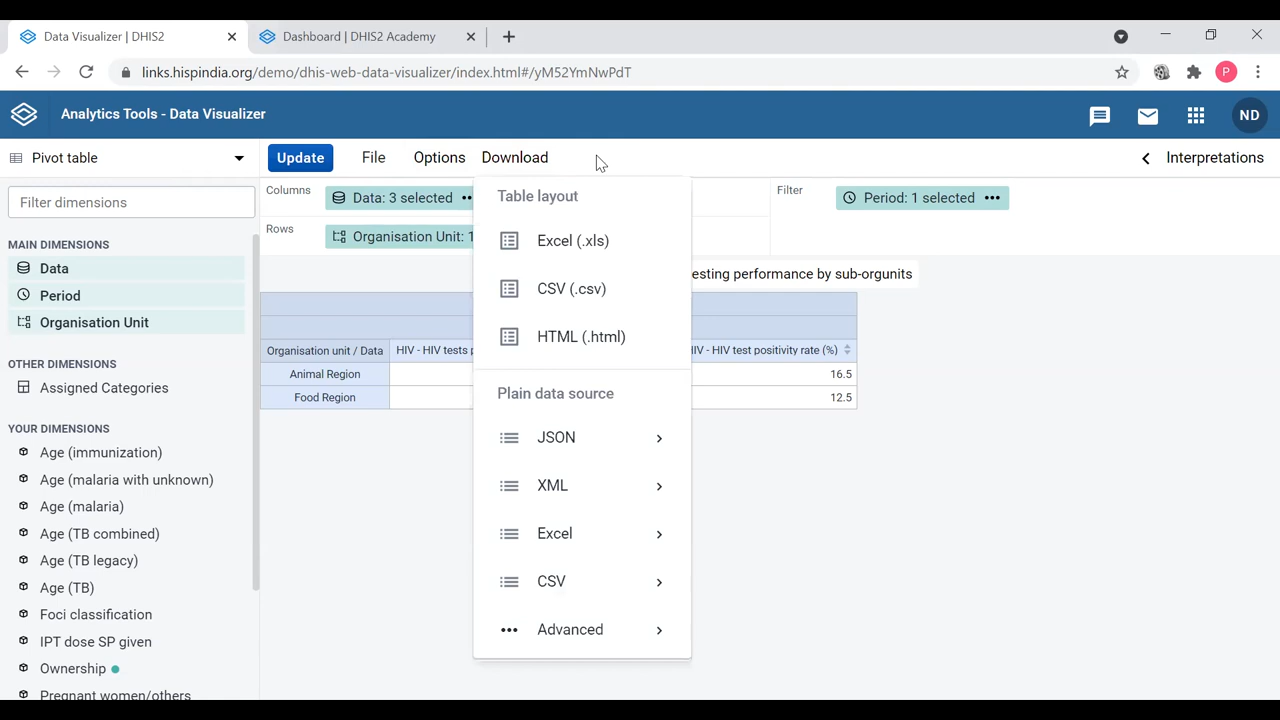 Data Visualizer | DHIS2
Dashboard | DHIS2 Academy
links.hispindia.org/demo/dhis-web-data-visualizer/index.html#/yM52YmNwPdT
P
Analytics Tools - Data Visualizer
ND
Pivot table
Update
File
Options
Download
Interpretations
Filter dimensions
MAIN DIMENSIONS
Data
Period
Organisation Unit
OTHER DIMENSIONS
Assigned Categories
YOUR DIMENSIONS
Age (immunization)
Age (malaria with unknown)
Age (malaria)
Age (TB combined)
Age (TB legacy)
Age (TB)
Foci classification
IPT dose SP given
Ownership
Pregnant women/others
Columns
Data: 3 selected
Rows
Organisation Unit: 1
Filter
Period: 1 selected
Table layout
Excel (.xls)
CSV (.csv)
HTML (.html)
Plain data source
JSON
XML
Excel
CSV
Advanced
esting performance by sub-orgunits
Organisation unit / Data
HIV - HIV tests p
HIV - HIV test positivity rate (%)
Animal Region
16.5
Food Region
12.5